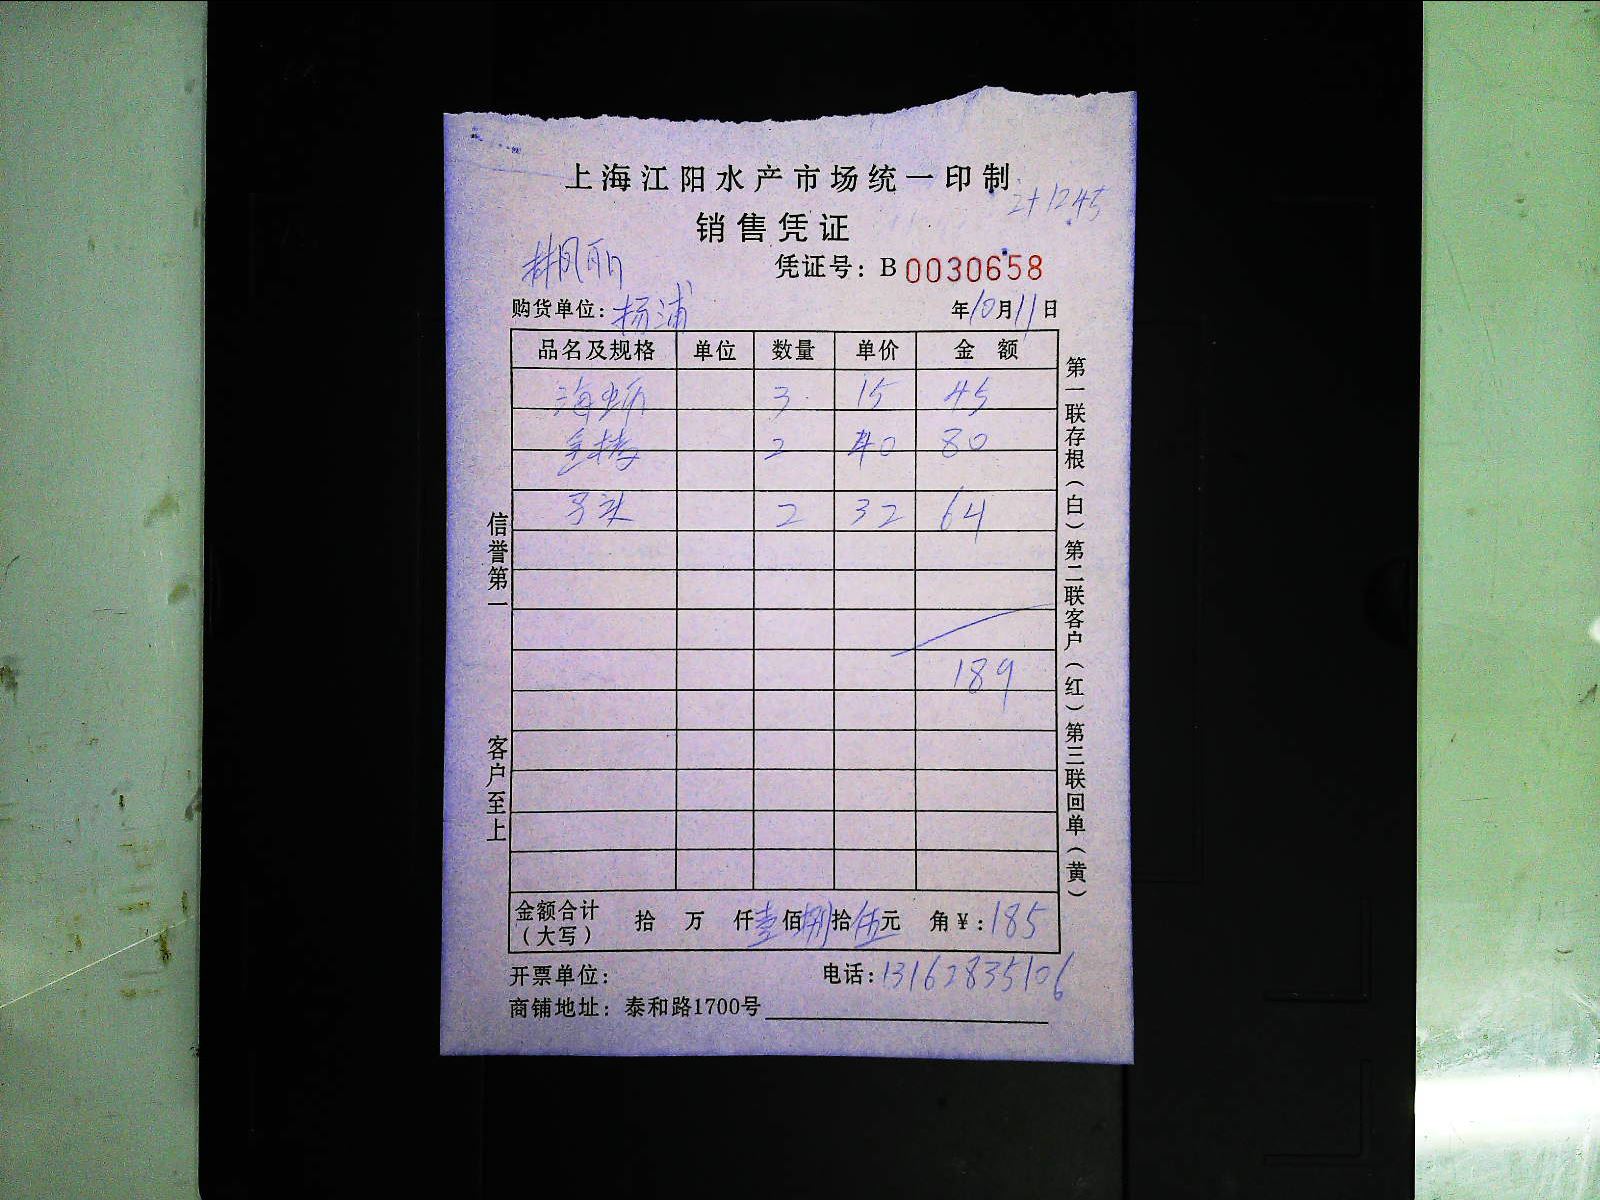 上海江阳水产市场统一印制
销售凭证
林凤丽
凭证号：B 0030658
购货单位：杨浦 年10月11日
品名及规格 单位 数量 单价 金额
海蛎 3 15 45
2 40 80
2 32 64
189
金额合计（大写） 拾 万 仟壹佰捌拾伍元 角¥：185
开票单位： 电话：13162835106
商铺地址：泰和路1700号
信誉第一 客户至上
第一联存根（白）第二联客户（红）第三联回单（黄）